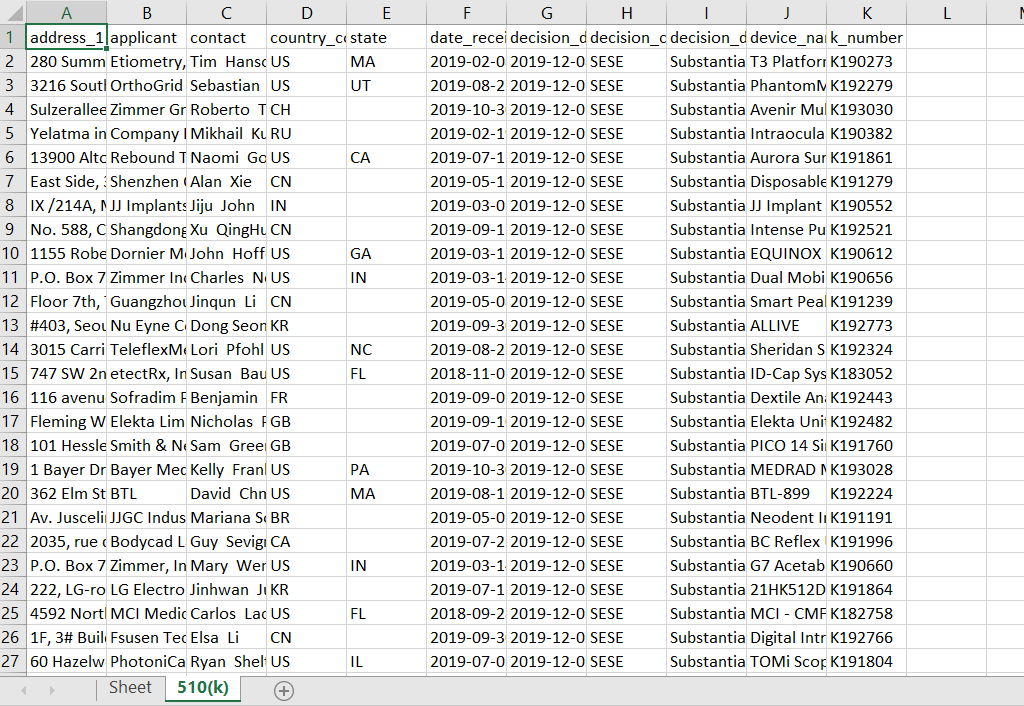 A B C D E F G H I J K L
1 address_1 applicant contact country_c state date_recei decision_d decision_c decision_d device_na k_number
2 280 Summ Etiometry, Tim Hans US MA 2019-02-0 2019-12-0 SESE Substantia T3 Platfor K190273
3 3216 Sout OrthoGrid Sebastian US UT 2019-08-2 2019-12-0 SESE Substantia PhantomM K192279
4 Sulzerallee Zimmer Gr Roberto T CH 2019-10-3 2019-12-0 SESE Substantia Avenir Mul K193030
5 Yelatma in Company I Mikhail Ku RU 2019-02-1 2019-12-0 SESE Substantia Intraocula K190382
6 13900 Alto Rebound T Naomi Go US CA 2019-07-1 2019-12-0 SESE Substantia Aurora Sur K191861
7 East Side, Shenzhen Alan Xie CN 2019-05-1 2019-12-0 SESE Substantia Disposable K191279
8 IX /214A, JJ Implants Jiju John IN 2019-03-0 2019-12-0 SESE Substantia JJ Implant K190552
9 No. 588, C Shangdong Xu QingHu CN 2019-09-1 2019-12-0 SESE Substantia Intense Pu K192521
10 1155 Robe Dornier M John Hoff US GA 2019-03-1 2019-12-0 SESE Substantia EQUINOX K190612
11 P.O. Box 7 Zimmer Inc Charles N US IN 2019-03-1 2019-12-0 SESE Substantia Dual Mobi K190656
12 Floor 7th, Guangzhou Jinqun Li CN 2019-05-0 2019-12-0 SESE Substantia Smart Peal K191239
13 #403, Seou Nu Eyne C Dong Seon KR 2019-09-3 2019-12-0 SESE Substantia ALLIVE K192773
14 3015 Carri TeleflexMe Lori Pfohl US NC 2019-08-2 2019-12-0 SESE Substantia Sheridan S K192324
15 747 SW 2n etectRx, In Susan Bau US FL 2018-11-0 2019-12-0 SESE Substantia ID-Cap Sys K183052
16 116 avenu Sofradim P Benjamin FR 2019-09-0 2019-12-0 SESE Substantia Dextile An K192443
17 Fleming W Elekta Lim Nicholas GB 2019-09-1 2019-12-0 SESE Substantia Elekta Uni K192482
18 101 Hessle Smith & Ne Sam Greer GB 2019-07-0 2019-12-0 SESE Substantia PICO 14 Si K191760
19 1 Bayer Dr Bayer Med Kelly Fran US PA 2019-10-3 2019-12-0 SESE Substantia MEDRAD K193028
20 362 Elm St BTL David Chm US MA 2019-08-1 2019-12-0 SESE Substantia BTL-899 K192224
21 Av. Jusceli JJGC Indus Mariana S BR 2019-05-0 2019-12-0 SESE Substantia Neodent I K191191
22 2035, rue Bodycad L Guy Sevig CA 2019-07-2 2019-12-0 SESE Substantia BC Reflex K191996
23 P.O. Box 7 Zimmer, In Mary Wer US IN 2019-03-1 2019-12-0 SESE Substantia G7 Acetab K190660
24 222, LG-ro LG Electro Jinhwan J KR 2019-07-1 2019-12-0 SESE Substantia 21HK512D K191864
25 4592 Nort MCI Medic Carlos Lac US FL 2018-09-2 2019-12-0 SESE Substantia MCI - CMF K182758
26 1F, 3# Buil Fsusen Tec Elsa Li CN 2019-09-3 2019-12-0 SESE Substantia Digital Intr K192766
27 60 Hazelw PhotoniCa Ryan Shel US IL 2019-07-0 2019-12-0 SESE Substantia TOMi Scop K191804
Sheet 510(k)